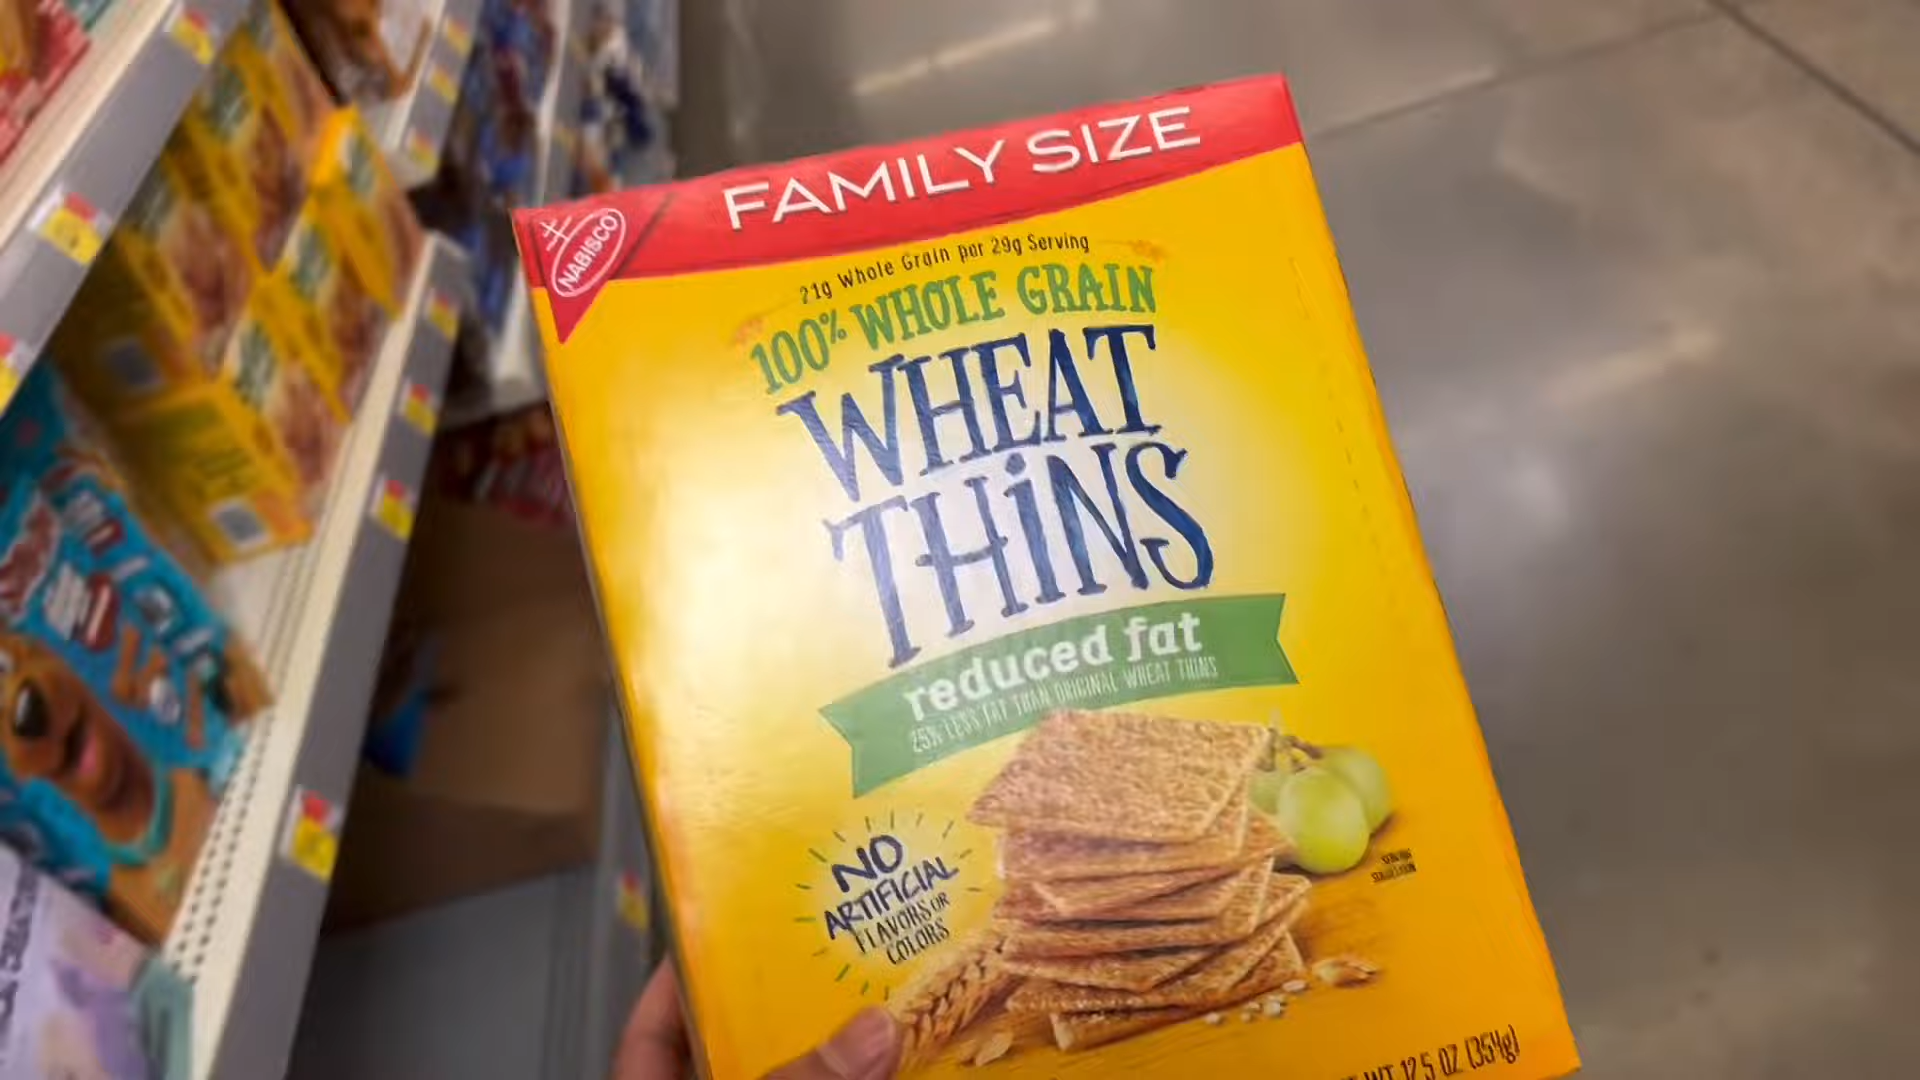 FAMILY SIZE
NABISCO
21g Whole Grain per 29g Serving
100% WHOLE GRAIN
WHEAT
THiNS
reduced fat
25% LESS FAT THAN ORIGINAL WHEAT THINS
NO
ARTIFICIAL
FLAVORS OR
COLORS
SERVING
SUGGESTION
WT 12.5 OZ (354g)